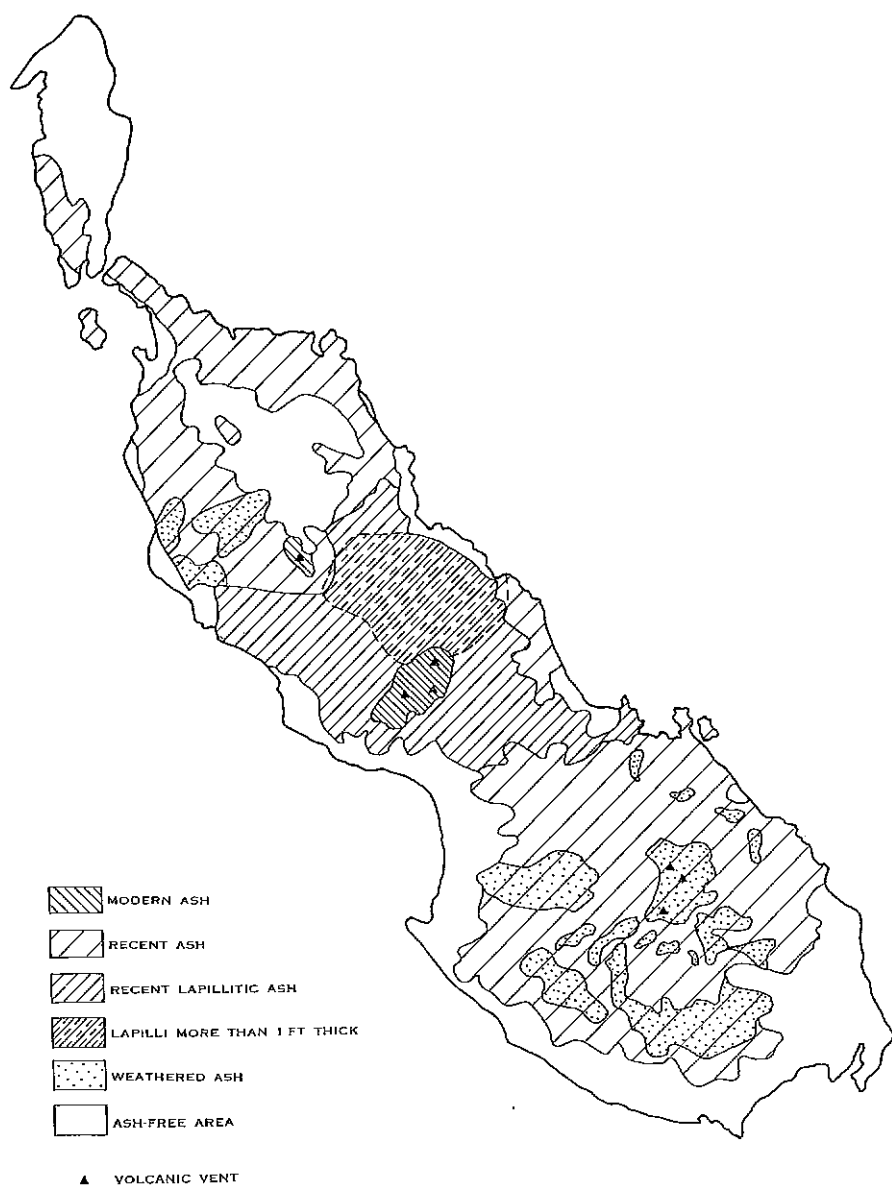 MODERN ASH
RECENT ASH
RECENT LAPILLITIC ASH
LAPILLI MORE THAN 1 FT THICK
WEATHERED ASH
ASH-FREE AREA
VOLCANIC VENT